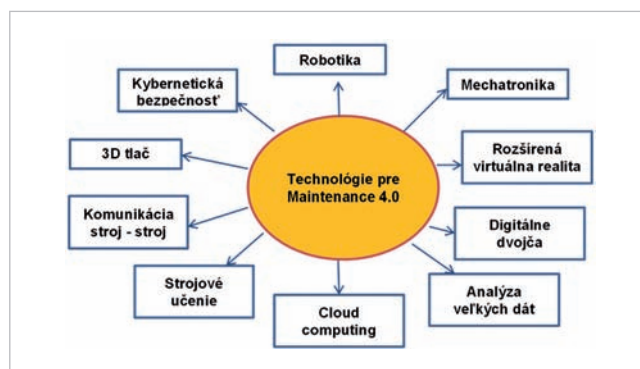 Robotika
Kybernetická
bezpečnosť
Mechatronika
3D tlač
Rozšírená
virtuálna realita
Technológie pre
Maintenance 4.0
Komunikácia
stroj - stroj
Digitálne
dvojča
Strojové
učenie
Cloud
computing
Analýza
veľkých dát